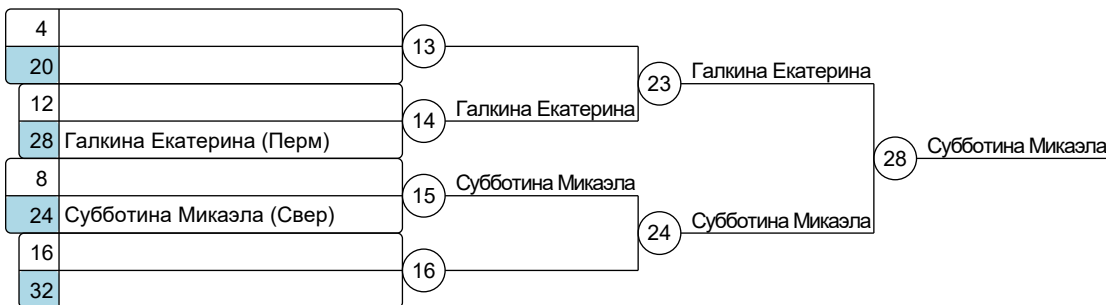 4
20
13
12
28 Галкина Екатерина (Перм)
14 Галкина Екатерина
23 Галкина Екатерина
8
24 Субботина Микаэла (Свер)
15 Субботина Микаэла
16
32
16
24 Субботина Микаэла
28 Субботина Микаэла